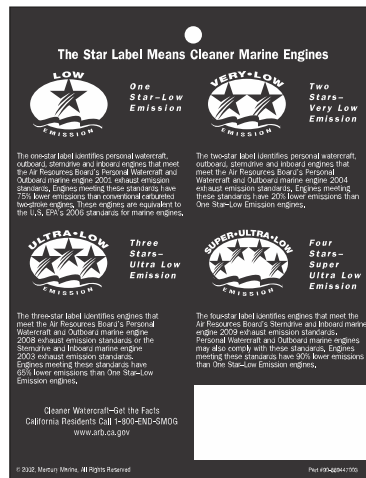 The Star Label Means Cleaner Marine Engines
LOW
EMISSION
One
Star–Low
Emission
The one-star label identifies personal watercraft,
outboard, sterndrive and inboard engines that meet
the Air Resources Board's Personal Watercraft and
Outboard marine engine 2001 exhaust emission
standards. Engines meeting these standards have
75% lower emissions than conventional carbureted
two-stroke engines. These engines are equivalent to
the U.S. EPA's 2006 standards for marine engines.
VERY•LOW
EMISSION
Two
Stars–
Very Low
Emission
The two-star label identifies personal watercraft,
outboard, sterndrive and inboard engines that
meet the Air Resources Board's Personal
Watercraft and Outboard marine engine 2004
exhaust emission standards. Engines meeting
these standards have 20% lower emissions than
One Star–Low Emission engines.
ULTRA•LOW
EMISSION
Three
Stars–
Ultra Low
Emission
The three-star label identifies engines that
meet the Air Resources Board's Personal
Watercraft and Outboard marine engine
2008 exhaust emission standards or the
Sterndrive and Inboard marine engine
2003 exhaust emission standards.
Engines meeting these standards have
65% lower emissions than One Star–Low
Emission engines.
SUPER•ULTRA•LOW
EMISSION
Four
Stars–
Super
Ultra Low
Emission
The four-star label identifies engines that meet the
Air Resources Board's Sterndrive and Inboard marine
engine 2009 exhaust emission standards.
Personal Watercraft and Outboard marine engines
may also comply with these standards. Engines
meeting these standards have 90% lower emissions
than One Star–Low Emission engines.
Cleaner Watercraft–Get the Facts
California Residents Call 1-800-END-SMOG
www.arb.ca.gov
© 2002, Mercury Marine, All Rights Reserved
Part #